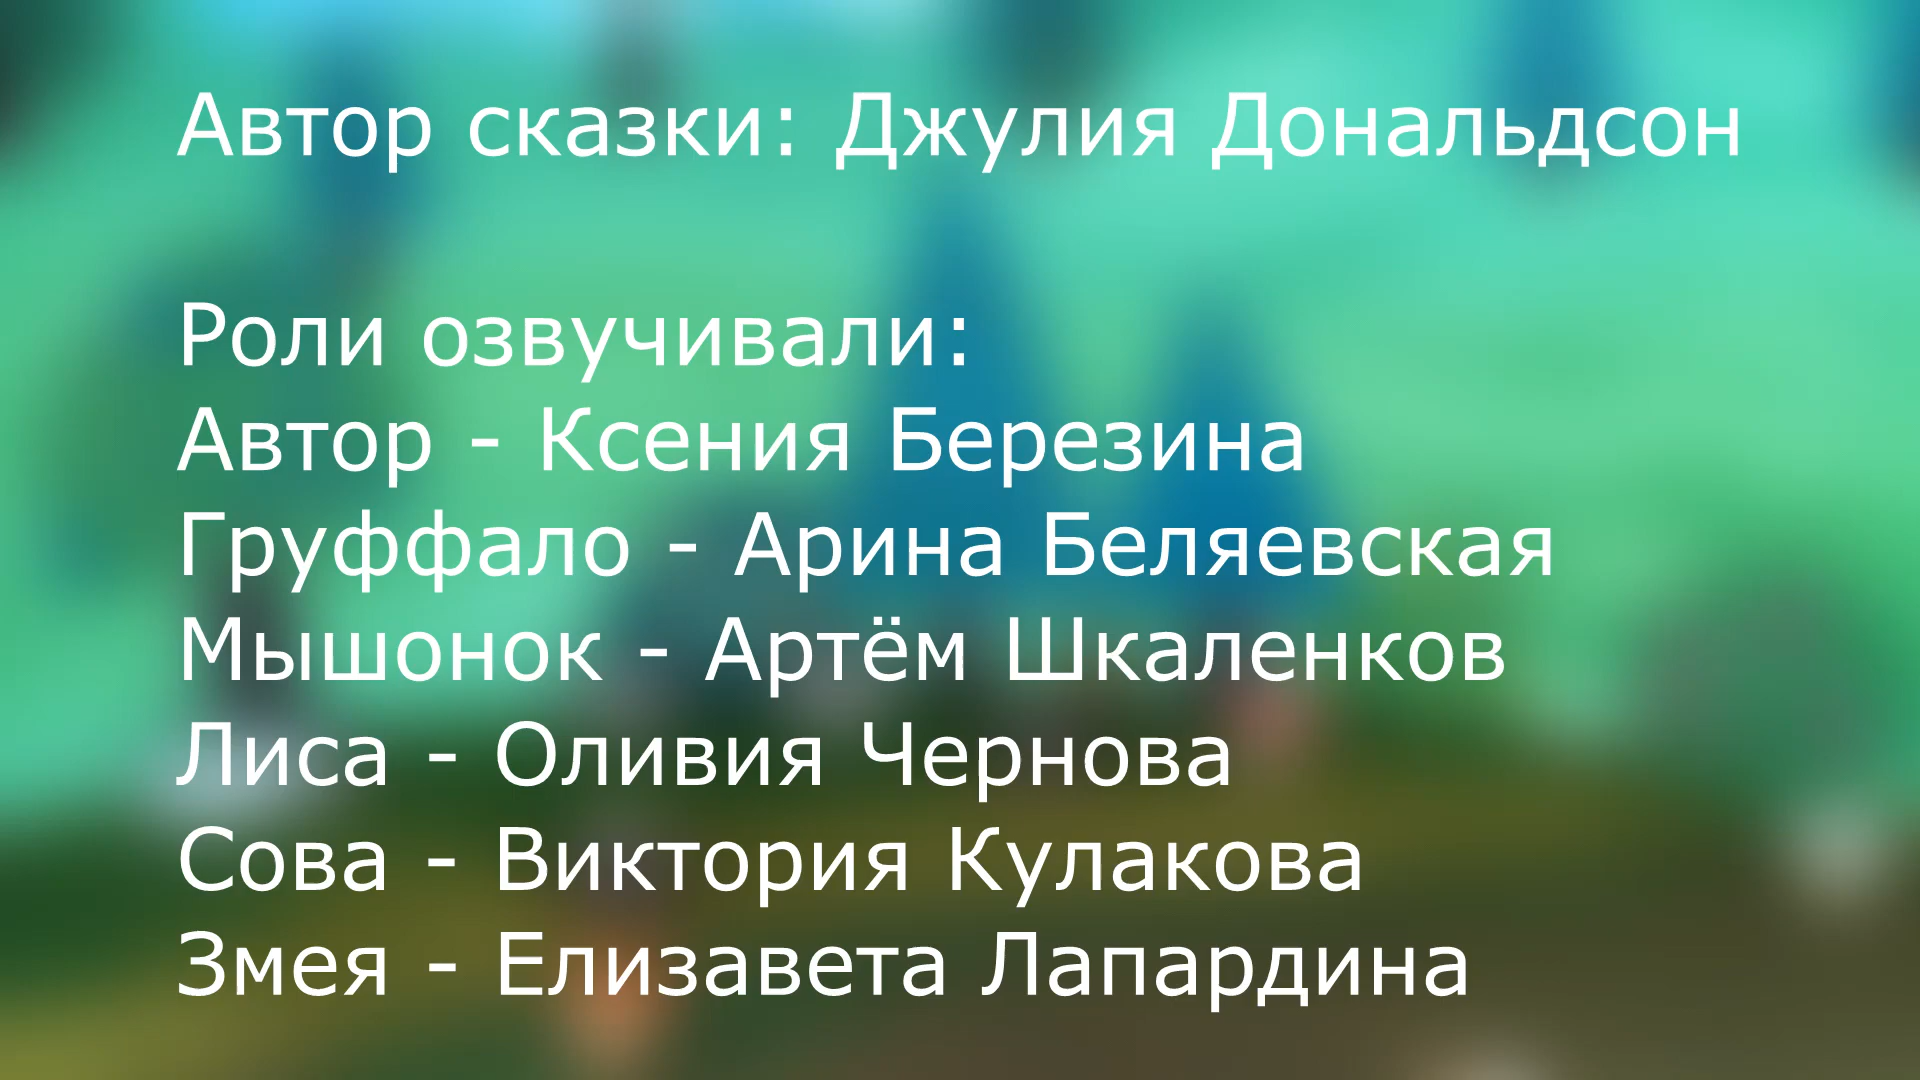 Автор сказки: Джулия Дональдсон
Роли озвучивали:
Автор - Ксения Березина
Груффало - Арина Беляевская
Мышонок - Артём Шкаленков
Лиса - Оливия Чернова
Сова - Виктория Кулакова
Змея - Елизавета Лапардина